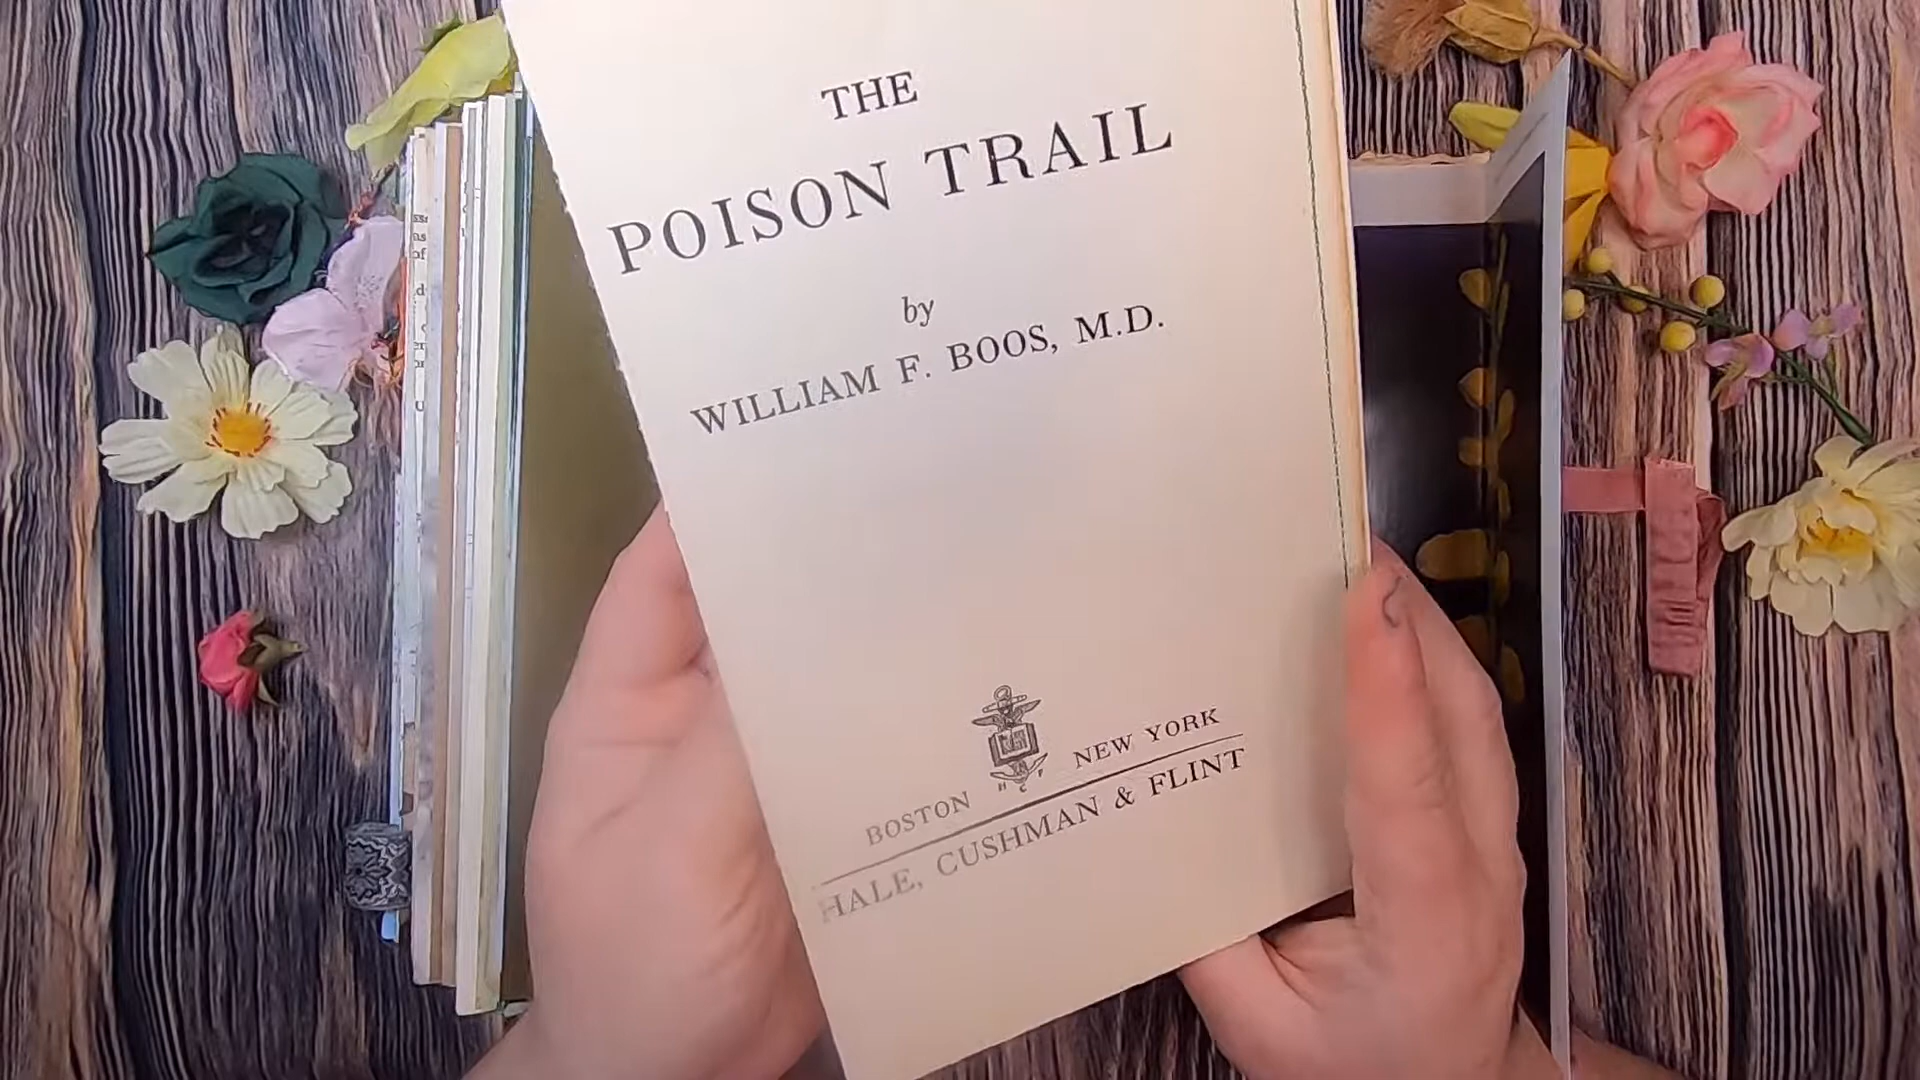 THE
POISON TRAIL
by
WILLIAM F. BOOS, M.D.
H C F
BOSTON NEW YORK
HALE, CUSHMAN & FLINT